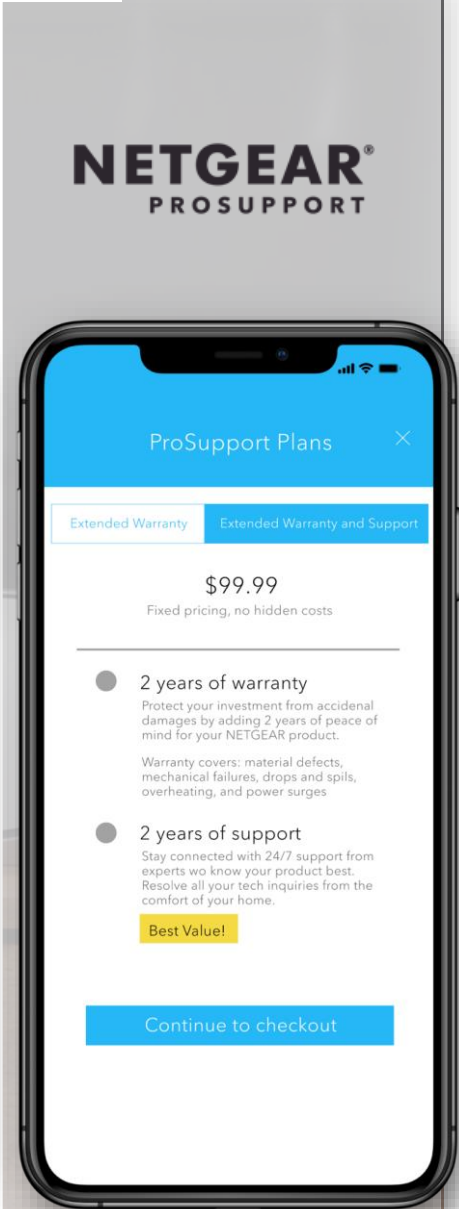 NETGEAR®
PROSUPPORT
ProSupport Plans
Extended Warranty
Extended Warranty and Support
$99.99
Fixed pricing, no hidden costs
2 years of warranty
Protect your investment from accidenal
damages by adding 2 years of peace of
mind for your NETGEAR product.
Warranty covers: material defects,
mechanical failures, drops and spils,
overheating, and power surges
2 years of support
Stay connected with 24/7 support from
experts wo know your product best.
Resolve all your tech inquiries from the
comfort of your home.
Best Value!
Continue to checkout